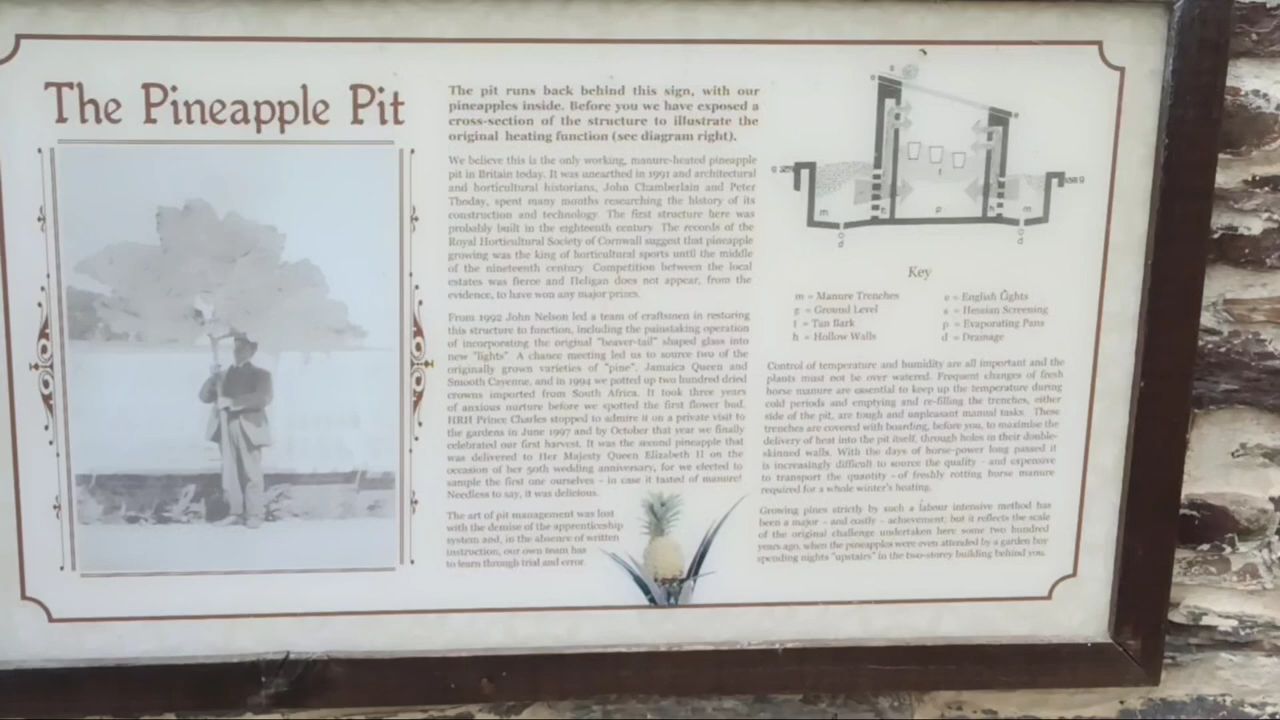 The Pineapple Pit
The pit runs back behind this sign, with our
pineapples inside. Before you we have exposed a
cross-section of the structure to illustrate the
original heating function (see diagram right).
We believe this is the only working, manure-heated pineapple
pit in Britain today. It was unearthed in 1991 and architectural
and horticultural historians, John Chamberlain and Peter
Thoday, spent many months researching the history of its
construction and technology. The first structure here was
probably built in the eighteenth century. The records of the
Royal Horticultural Society of Cornwall suggest that pineapple
growing was the king of horticultural sports until the middle
of the nineteenth century. Competition between the local
estates was fierce and Heligan does not appear, from the
evidence, to have won any major prizes.
From 1992 John Nelson led a team of craftsmen in restoring
this structure to function, including the painstaking operation
of incorporating the original "beaver-tail" shaped glass into
new "lights". A chance meeting led us to source two of the
originally grown varieties of "pine", Jamaica Queen and
Smooth Cayenne, and in 1994 we potted up two hundred dried
crowns imported from South Africa. It took three years
of anxious nurture before we spotted the first flower bud.
HRH Prince Charles stopped to admire it on a private visit to
the gardens in June 1997 and by October that year we finally
celebrated our first harvest. It was the second pineapple that
was delivered to Her Majesty Queen Elizabeth II on the
occasion of her 50th wedding anniversary, for we elected to
sample the first one ourselves - in case it tasted of manure!
Needless to say, it was delicious.
The art of pit management was lost
with the demise of the apprenticeship
system and, in the absence of written
instruction, our own team has
to learn through trial and error.
g
m
h
t
p
h
m
g
d
d
e
s
e
Key
m = Manure Trenches
g = Ground Level
t = Tan Bark
h = Hollow Walls
e = English Lights
s = Hessian Screening
p = Evaporating Pans
d = Drainage
Control of temperature and humidity are all important and the
plants must not be over watered. Frequent changes of fresh
horse manure are essential to keep up the temperature during
cold periods and emptying and re-filling the trenches, either
side of the pit, are tough and unpleasant manual tasks. These
trenches are covered with boarding, before you, to maximise the
delivery of heat into the pit itself, through holes in their double-
skinned walls. With the days of horse-power long passed it
is increasingly difficult to source the quality - and expensive
to transport the quantity - of freshly rotting horse manure
required for a whole winter's heating.
Growing pines strictly by such a labour intensive method has
been a major - and costly - achievement; but it reflects the scale
of the original challenge undertaken here some two hundred
years ago, when the pineapples were even attended by a garden boy
spending nights "upstairs" in the two-storey building behind you.